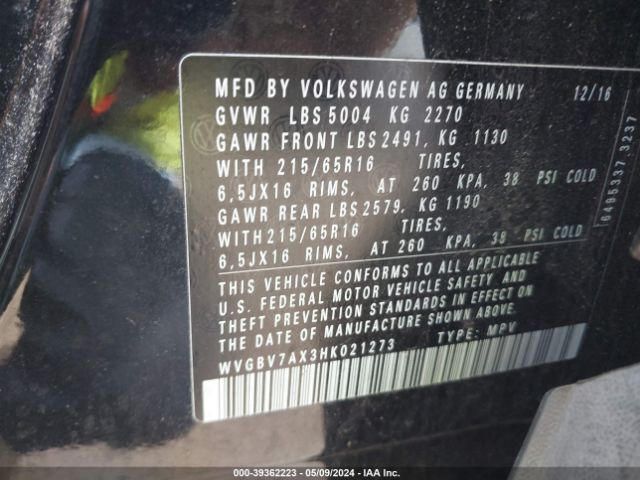 MFD BY VOLKSWAGEN AG GERMANY 12/16
GVWR LBS 5004 KG 2270
GAWR FRONT LBS 2491, KG 1130
WITH 215/65R16 TIRES,
6,5JX16 RIMS, AT 260 KPA, 38 PSI COLD
GAWR REAR LBS 2579, KG 1190
WITH 215/65R16 TIRES,
6,5JX16 RIMS, AT 260 KPA, 38 PSI COLD
THIS VEHICLE CONFORMS TO ALL APPLICABLE
U.S. FEDERAL MOTOR VEHICLE SAFETY AND
THEFT PREVENTION STANDARDS IN EFFECT ON
THE DATE OF MANUFACTURE SHOWN ABOVE.
WVGBV7AX3HK021273 TYPE: MPV
000-39362223 - 05/09/2024 - IAA Inc.